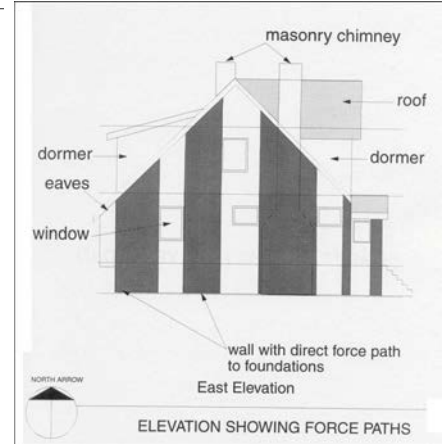 masonry chimney
roof
dormer
dormer
eaves
window
wall with direct force path
to foundations
East Elevation
NORTH ARROW
ELEVATION SHOWING FORCE PATHS